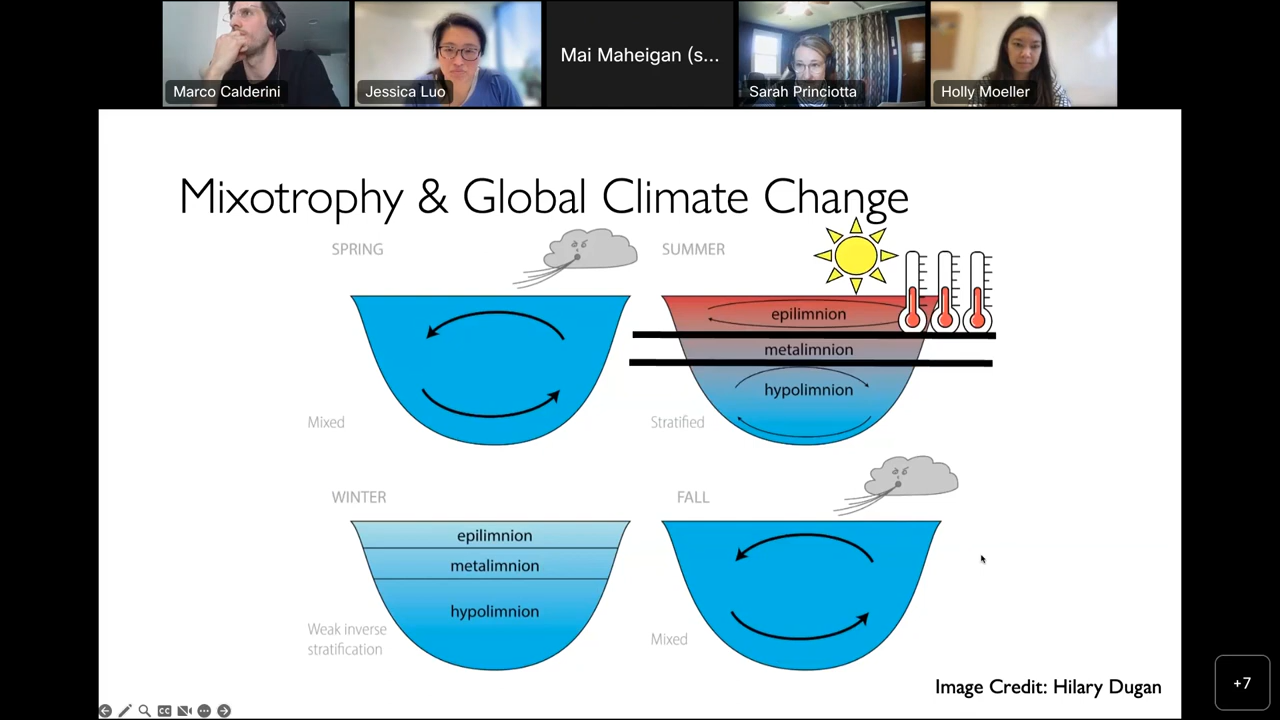 Marco Calderini
Jessica Luo
Mai Maheigan (s...
Sarah Princiotta
Holly Moeller
Mixotrophy & Global Climate Change
SPRING
SUMMER
epilimnion
metalimnion
hypolimnion
Mixed
Stratified
WINTER
FALL
epilimnion
metalimnion
hypolimnion
Weak inverse
stratification
Mixed
Image Credit: Hilary Dugan
+7